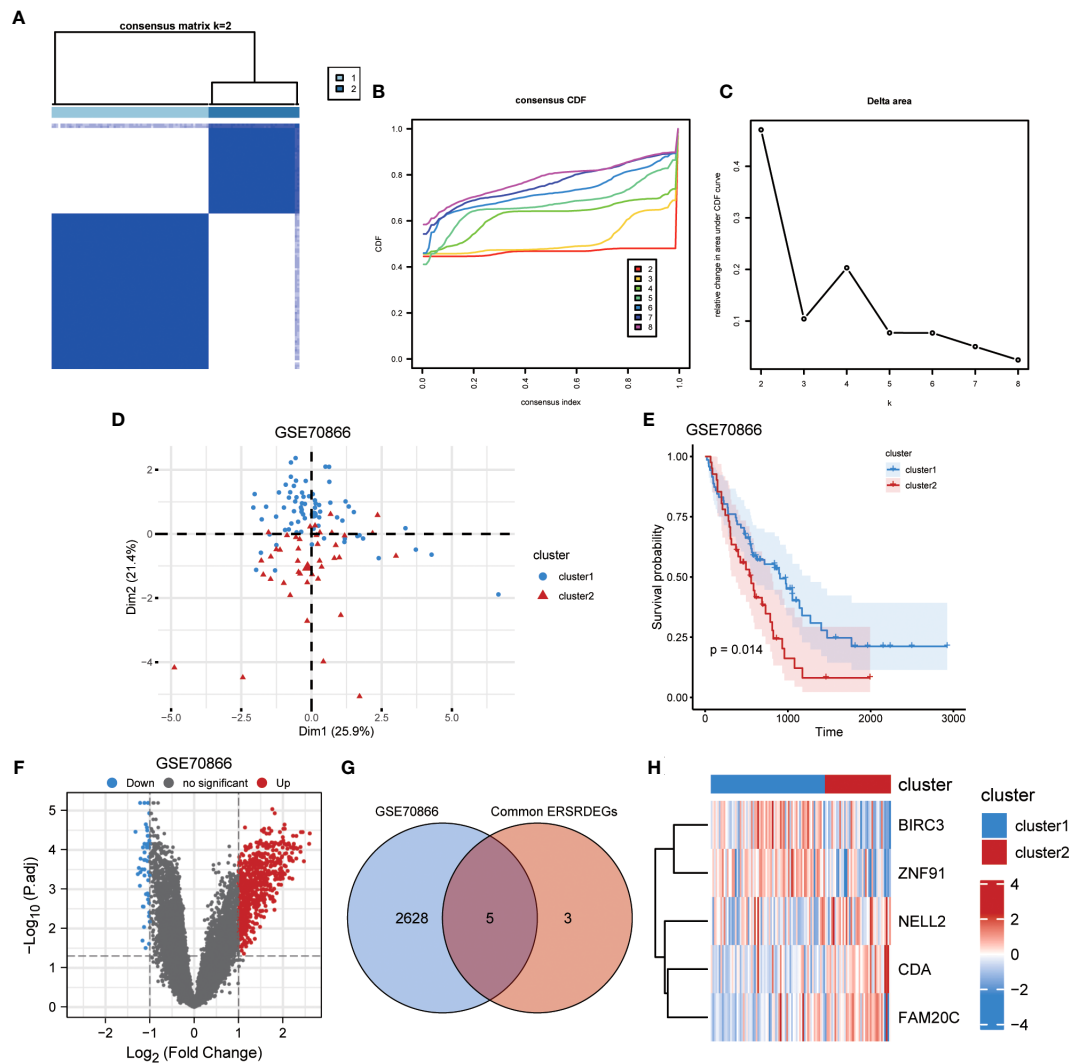 A
consensus matrix k=2
1
2
B
consensus CDF
CDF
1.0
0.8
0.6
0.4
0.2
0.0
0.0
0.2
0.4
0.6
0.8
1.0
consensus index
2
3
4
5
6
7
8
C
Delta area
relative change in area under CDF curve
0.4
0.3
0.2
0.1
2
3
4
5
6
7
8
k
D
GSE70866
Dim2 (21.4%)
2
0
−2
−4
−5.0
−2.5
0.0
2.5
5.0
Dim1 (25.9%)
cluster
cluster1
cluster2
E
GSE70866
cluster
cluster1
cluster2
Survival probability
1.00
0.75
0.50
0.25
0.00
p = 0.014
0
1000
2000
3000
Time
F
GSE70866
Down
no significant
Up
−Log10 (P.adj)
5
4
3
2
1
0
−2
−1
0
1
2
Log2 (Fold Change)
G
GSE70866
Common ERSRDEGs
2628
5
3
H
cluster
BIRC3
ZNF91
NELL2
CDA
FAM20C
cluster
cluster1
cluster2
4
2
0
−2
−4